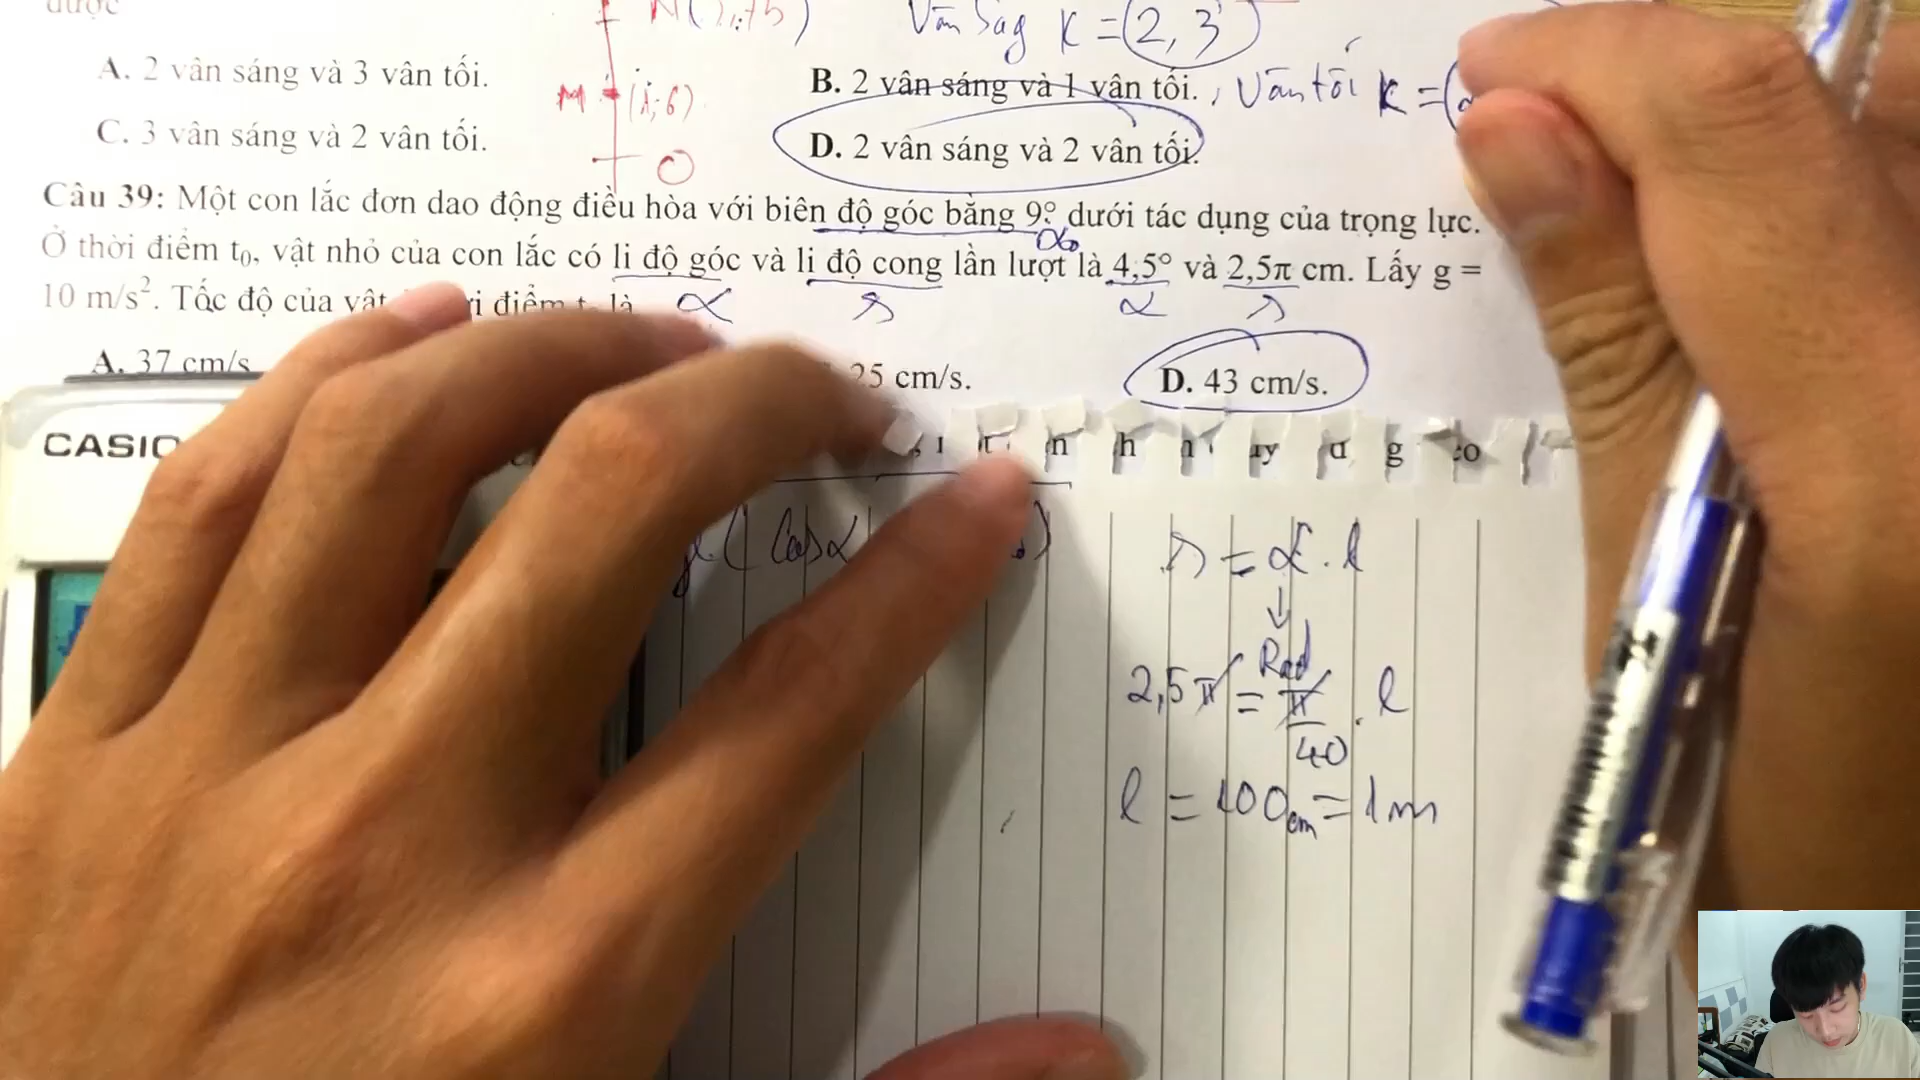 được
Vân sáng K = (2, 3)
A. 2 vân sáng và 3 vân tối.
M (i; 6)
B. 2 vân sáng và 1 vân tối.
, Vân tối K =
C. 3 vân sáng và 2 vân tối.
O
D. 2 vân sáng và 2 vân tối.
Câu 39: Một con lắc đơn dao động điều hòa với biên độ góc bằng 9° dưới tác dụng của trọng lực.
α₀
Ở thời điểm t₀, vật nhỏ của con lắc có li độ góc và li độ cong lần lượt là 4,5° và 2,5π cm. Lấy g =
10 m/s². Tốc độ của vật điểm là
α s α s
A. 37 cm/s
25 cm/s.
D. 43 cm/s.
CASIO
n h
g
( cosα )
s = α . l
↓
Rad
2,5π = π/40 . l
l = 100cm = 1m